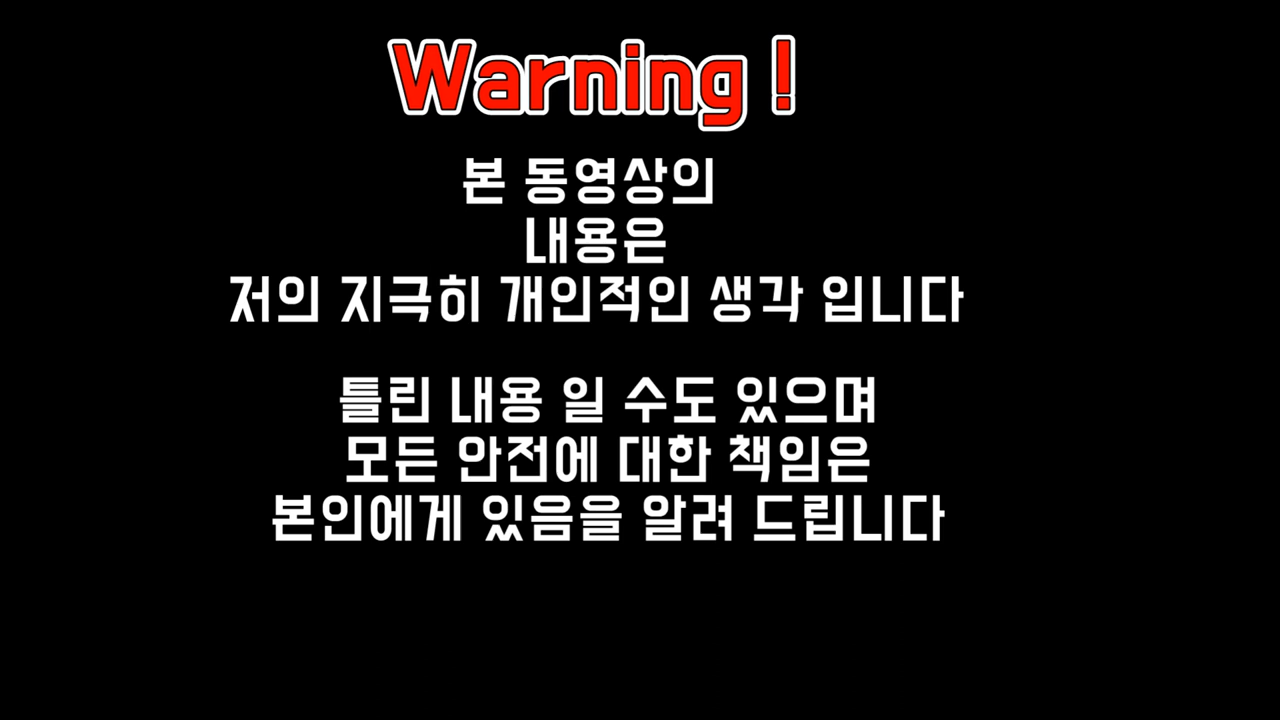 Warning !
본 동영상의
내용은
저의 지극히 개인적인 생각 입니다
틀린 내용 일 수도 있으며
모든 안전에 대한 책임은
본인에게 있음을 알려 드립니다